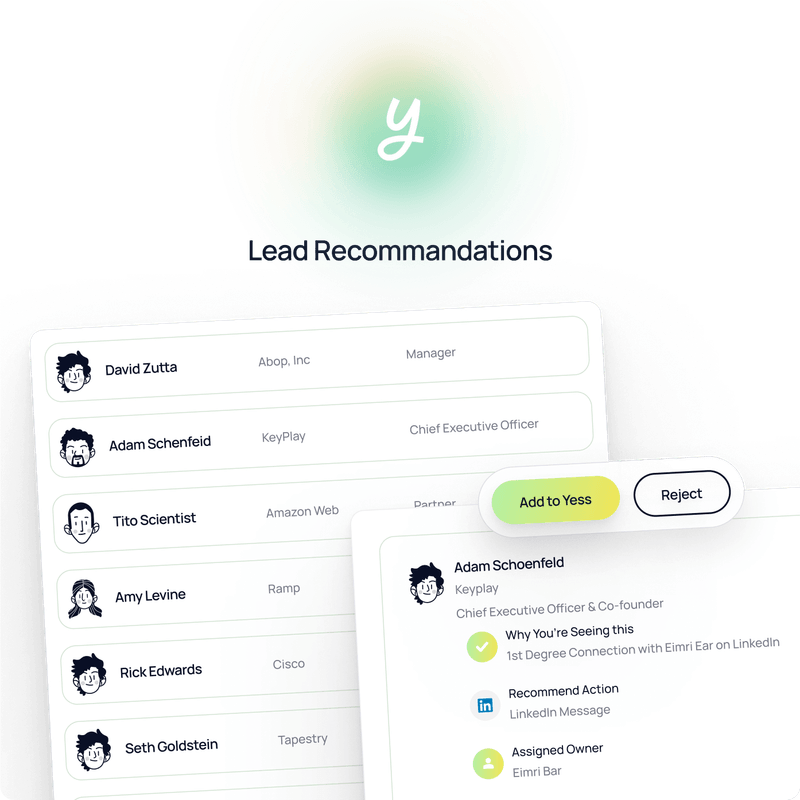 y
Lead Recommandations
David Zutta Abop, Inc Manager
Adam Schenfeid KeyPlay Chief Executive Officer
Tito Scientist Amazon Web Partner
Amy Levine Ramp
Rick Edwards Cisco
Seth Goldstein Tapestry
Add to Yess Reject
Adam Schoenfeld
Keyplay
Chief Executive Officer & Co-founder
Why You're Seeing this
1st Degree Connection with Eimri Ear on LinkedIn
in
Recommend Action
LinkedIn Message
Assigned Owner
Eimri Bar